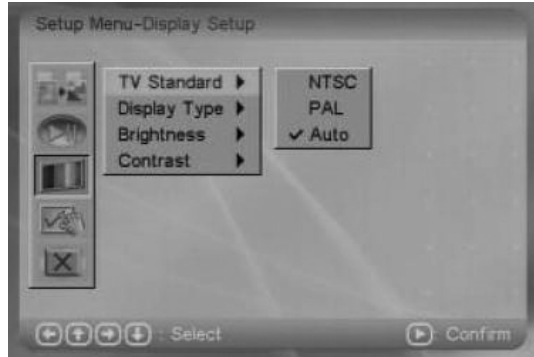 Setup Menu-Display Setup
TV Standard NTSC
Display Type PAL
Brightness ✓ Auto
Contrast
: Select : Confirm